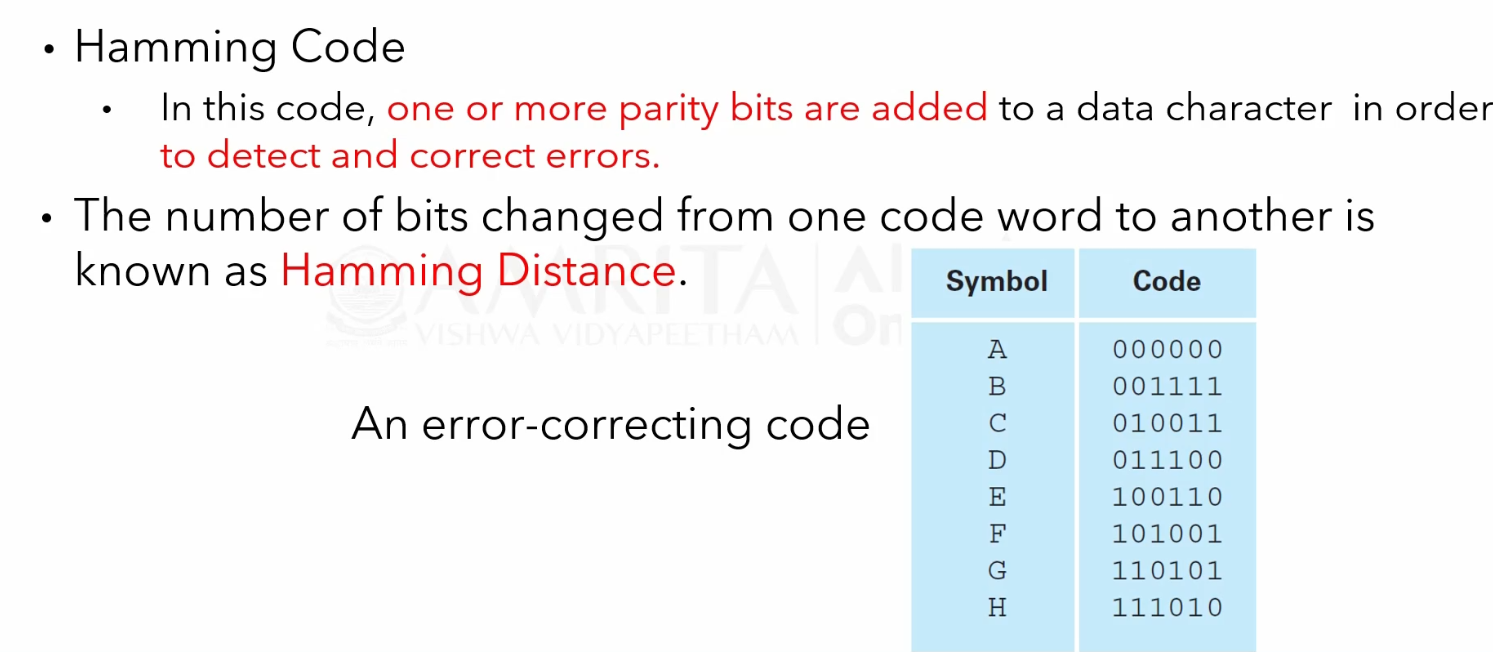 • Hamming Code
• In this code, one or more parity bits are added to a data character in order
to detect and correct errors.
• The number of bits changed from one code word to another is
known as Hamming Distance.
AMRITA
VISHWA VIDYAPEETHAM
An error-correcting code
Symbol Code
A 000000
B 001111
C 010011
D 011100
E 100110
F 101001
G 110101
H 111010